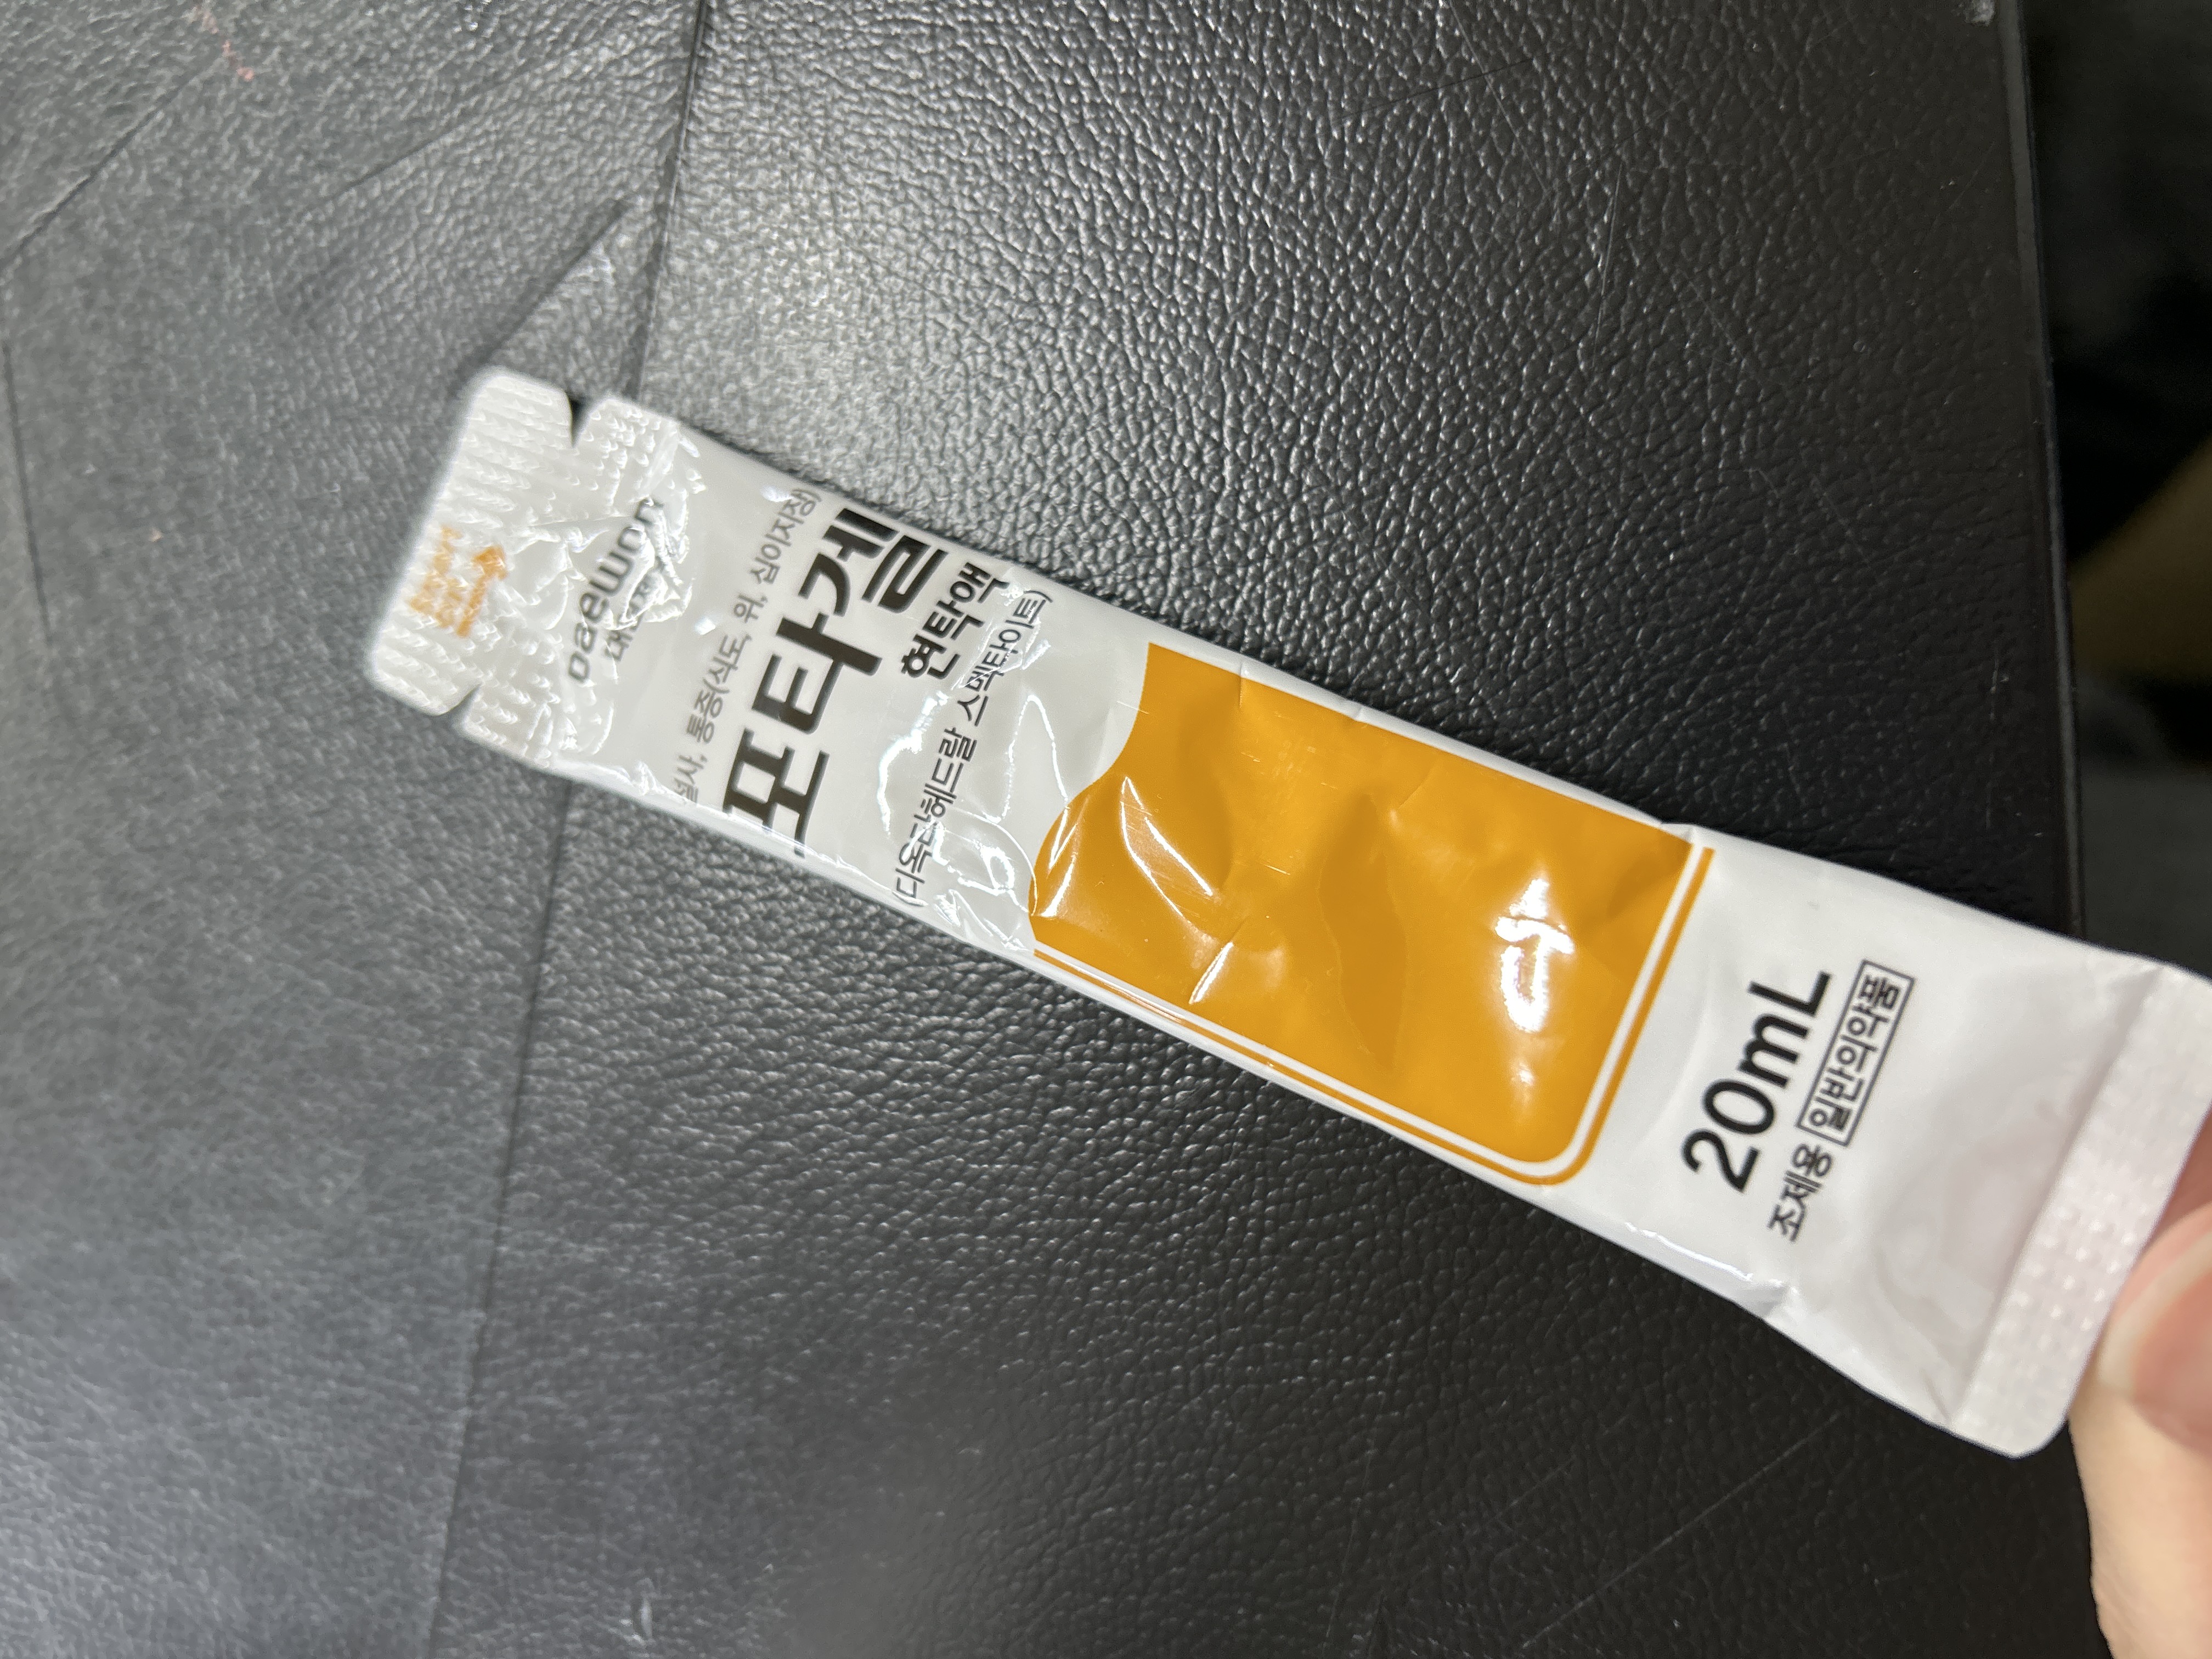 Daewon
설사, 통증(식도, 위, 십이지장)
포타겔
현탁액
(디옥타헤드랄 스멕타이트)
20mL
조제용 일반의약품